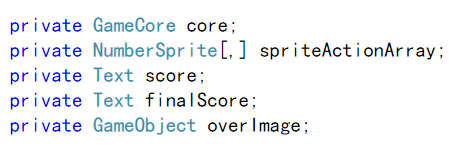 private GameCore core;
private NumberSprite[,] spriteActionArray;
private Text score;
private Text finalScore;
private GameObject overImage;